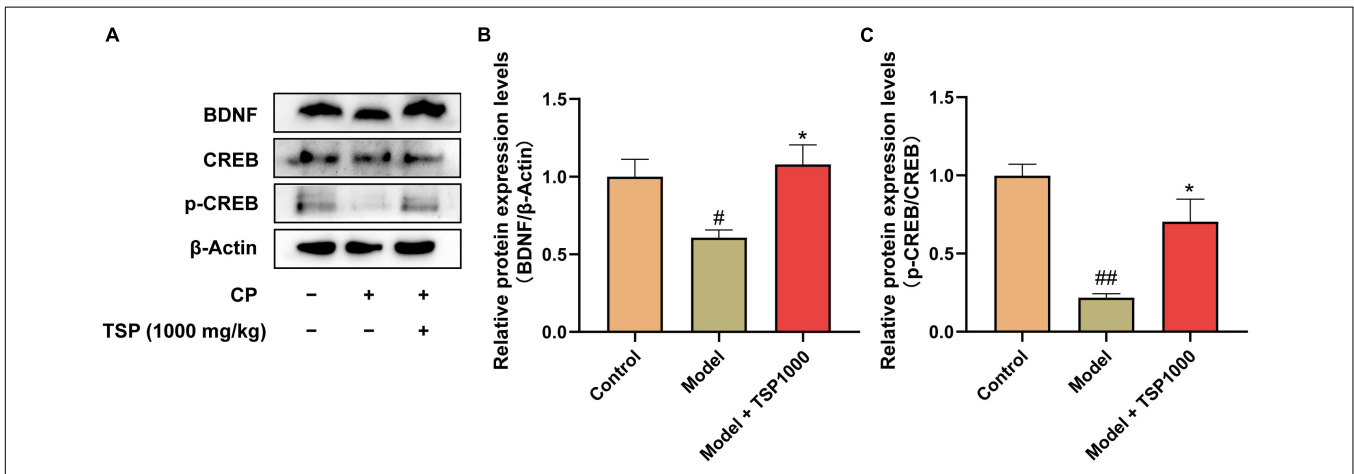 A
BDNF
CREB
p-CREB
β-Actin
CP − + +
TSP (1000 mg/kg) − − +
B
Relative protein expression levels
(BDNF/β-Actin)
1.5
1.0
0.5
0.0
#
*
Control
Model
Model + TSP1000
C
Relative protein expression levels
(p-CREB/CREB)
1.5
1.0
0.5
0.0
##
*
Control
Model
Model + TSP1000